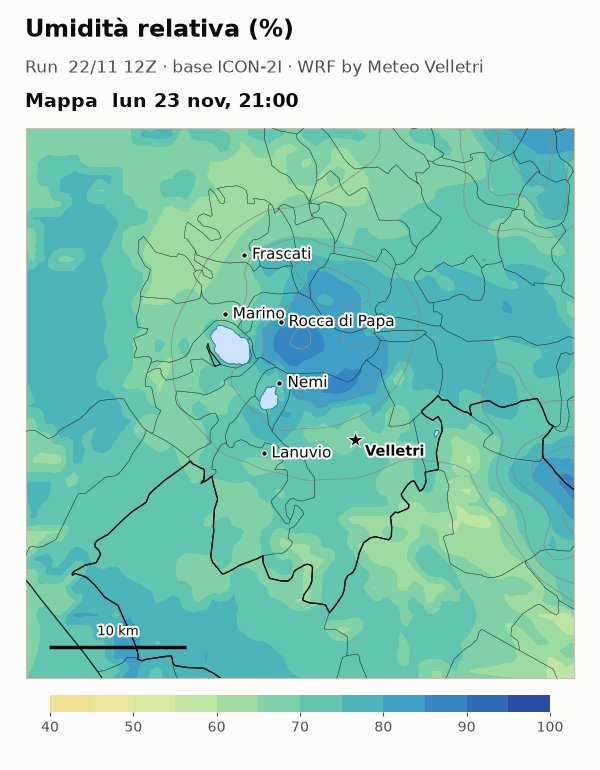 Umidità relativa (%)
Run  22/11 12Z · base ICON-2I · WRF by Meteo Velletri
Mappa  lun 23 nov, 21:00
Frascati
Marino
Rocca di Papa
Nemi
Velletri
Lanuvio
10 km
40 50 60 70 80 90 100